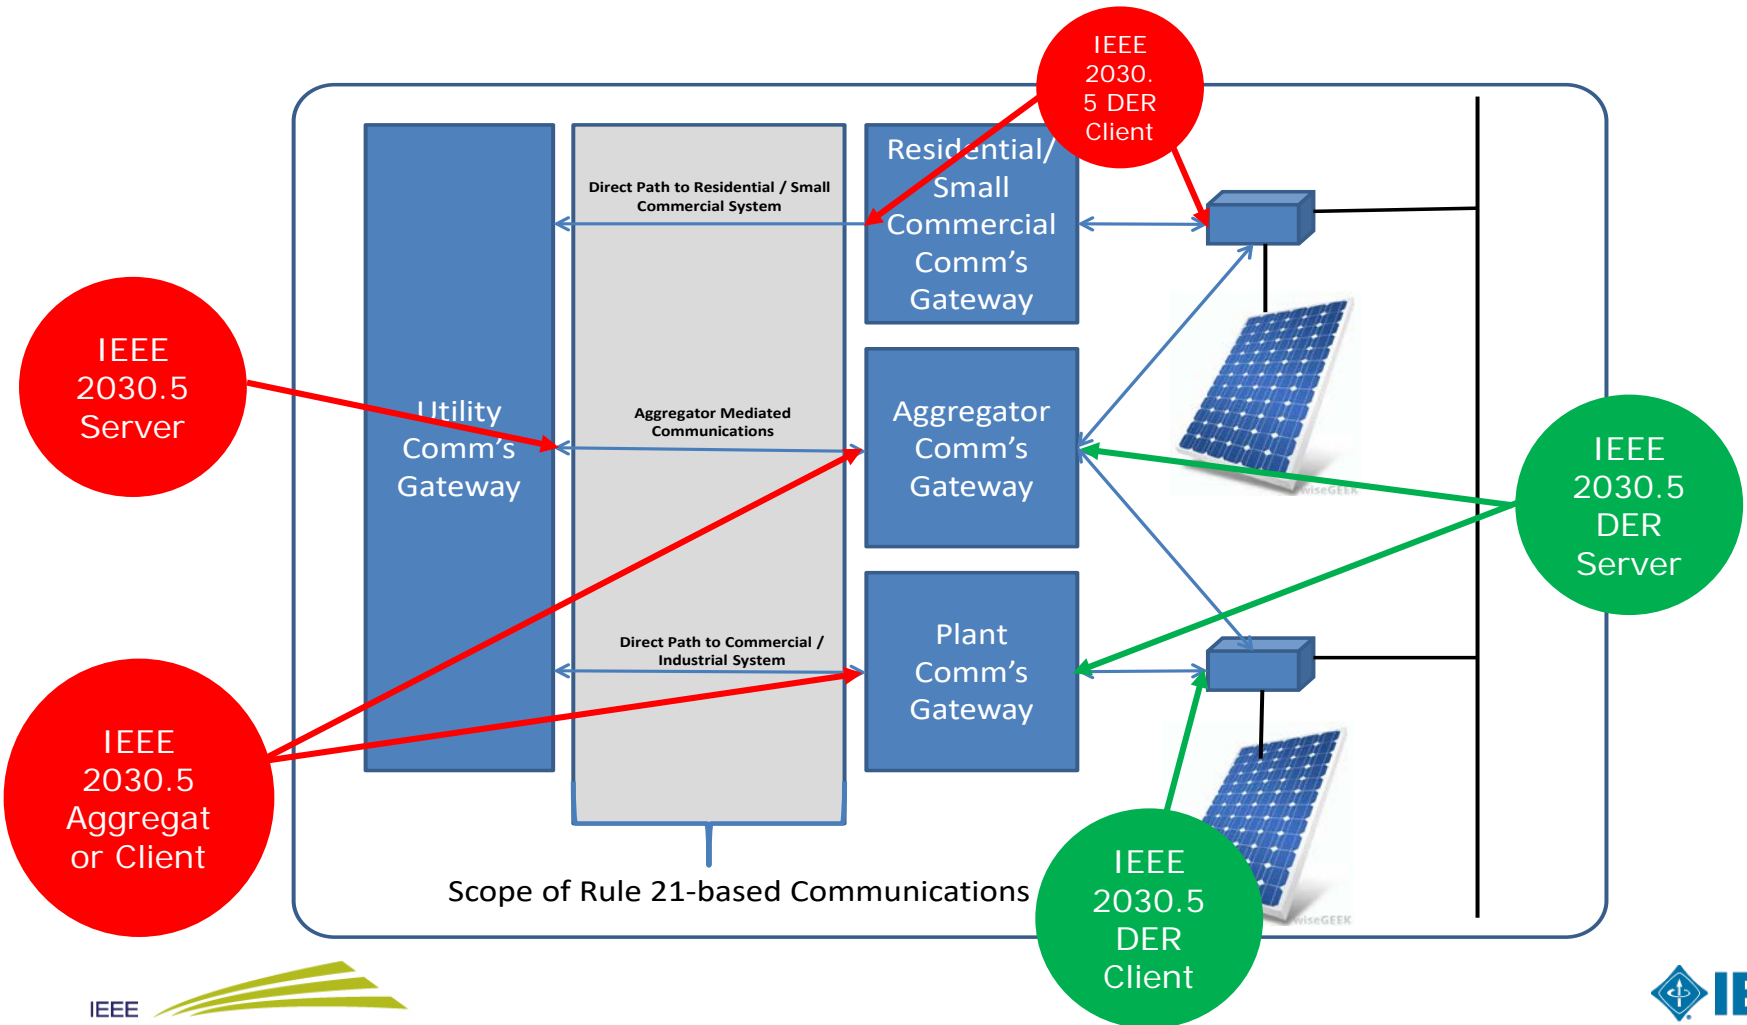 IEEE
2030.
5 DER
Client
Residential/
Small
Commercial
Comm's
Gateway
Direct Path to Residential / Small
Commercial System
IEEE
2030.5
Server
Utility
Comm's
Gateway
Aggregator Mediated
Communications
Aggregator
Comm's
Gateway
wiseGEEK
IEEE
2030.5
DER
Server
Direct Path to Commercial /
Industrial System
Plant
Comm's
Gateway
IEEE
2030.5
Aggregat
or Client
Scope of Rule 21-based Communications
IEEE
2030.5
DER
Client
wiseGEEK
IEEE